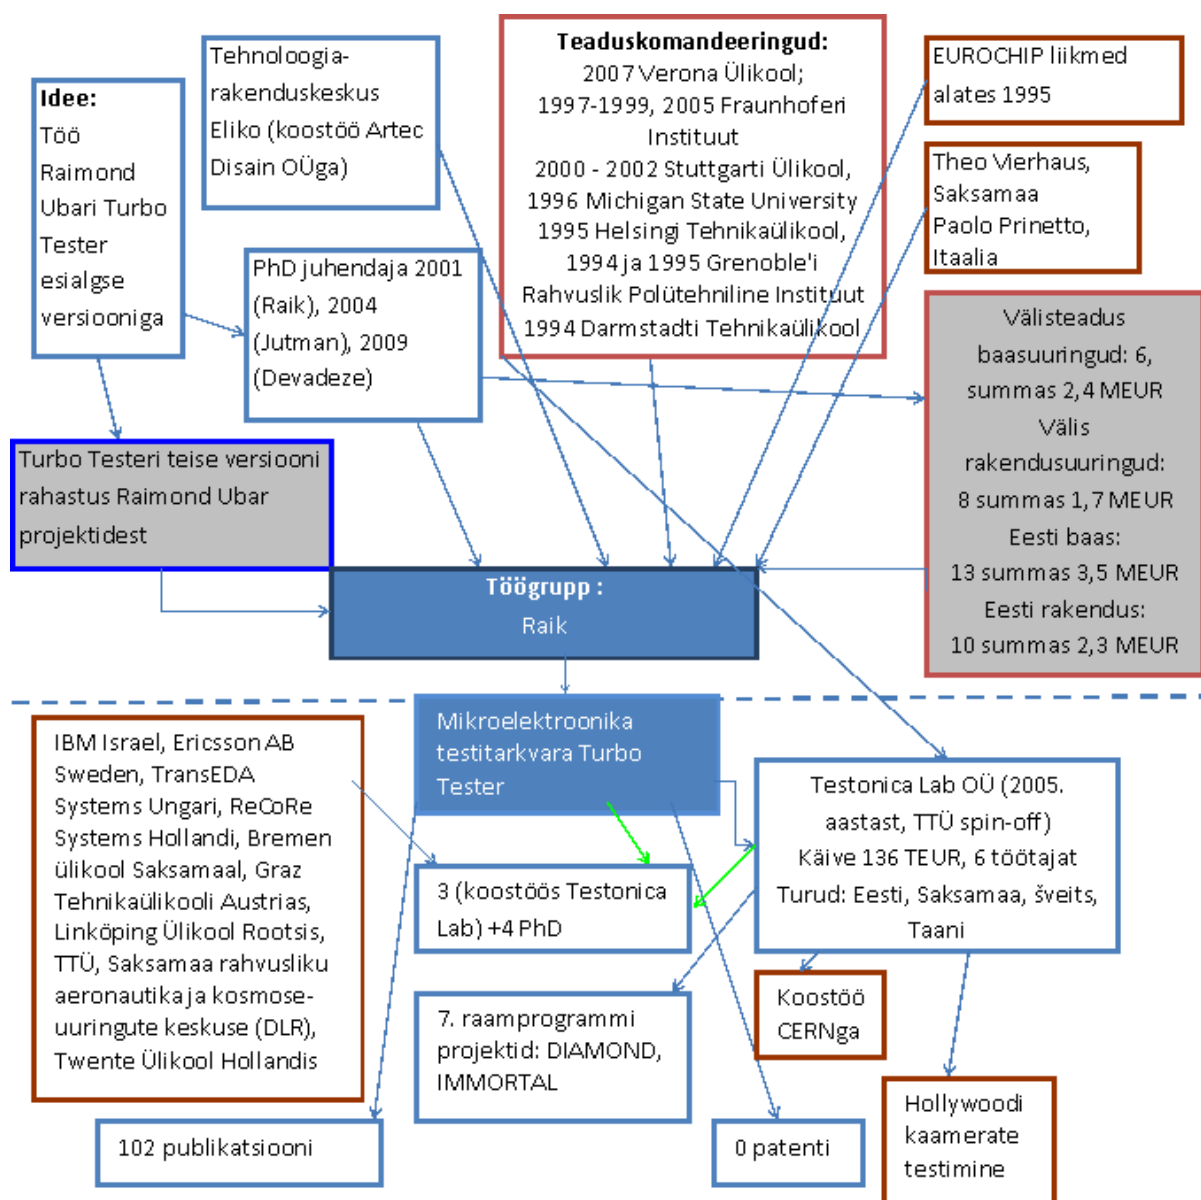 Idee:
Töö
Raimond
Ubari Turbo
Tester
esialgse
versiooniga
Tehnoloogia-
rakenduskeskus
Eliko (koostöö Artec
Disain OÜga)
Teaduskomandeeringud:
2007 Verona Ülikool;
1997-1999, 2005 Fraunhoferi
Instituut
2000 - 2002 Stuttgarti Ülikool,
1996 Michigan State University
1995 Helsingi Tehnikaülikool,
1994 ja 1995 Grenoble'i
Rahvuslik Polütehniline Instituut
1994 Darmstadti Tehnikaülikool
EUROCHIP liikmed
alates 1995
Theo Vierhaus,
Saksamaa
Paolo Prinetto,
Itaalia
PhD juhendaja 2001
(Raik), 2004
(Jutman), 2009
(Devadeze)
Välisteadus
baasuuringud: 6,
summas 2,4 MEUR
Välis
rakendusuuringud:
8 summas 1,7 MEUR
Eesti baas:
13 summas 3,5 MEUR
Eesti rakendus:
10 summas 2,3 MEUR
Turbo Testeri teise versiooni
rahastus Raimond Ubar
projektidest
Töögrupp :
Raik
Mikroelektroonika
testitarkvara Turbo
Tester
IBM Israel, Ericsson AB
Sweden, TransEDA
Systems Ungari, ReCoRe
Systems Hollandi, Bremen
ülikool Saksamaal, Graz
Tehnikaülikooli Austrias,
Linköping Ülikool Rootsis,
TTÜ, Saksamaa rahvusliku
aeronautika ja kosmose-
uuringute keskuse (DLR),
Twente Ülikool Hollandis
Testonica Lab OÜ (2005.
aastast, TTÜ spin-off)
Käive 136 TEUR, 6 töötajat
Turud: Eesti, Saksamaa, šveits,
Taani
3 (koostöös Testonica
Lab) +4 PhD
7. raamprogrammi
projektid: DIAMOND,
IMMORTAL
Koostöö
CERNga
Hollywoodi
kaamerate
testimine
102 publikatsiooni
0 patenti